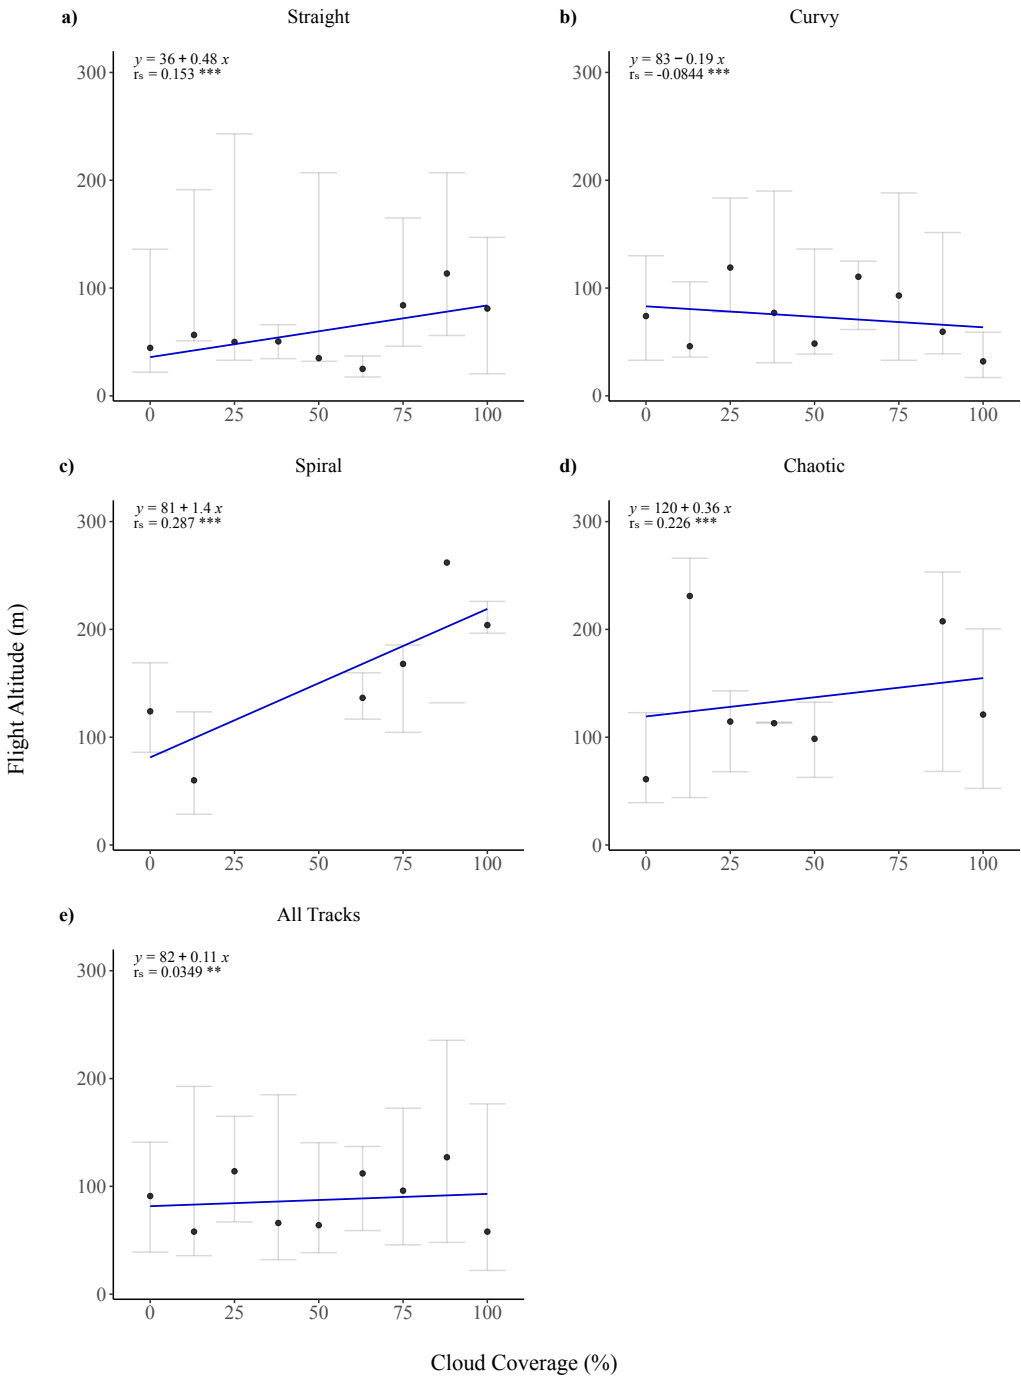 a) Straight
y = 36 + 0.48 x
rₛ = 0.153 ***
300
200
100
0
0 25 50 75 100
b) Curvy
y = 83 − 0.19 x
rₛ = -0.0844 ***
300
200
100
0
0 25 50 75 100
c) Spiral
y = 81 + 1.4 x
rₛ = 0.287 ***
300
200
100
0
0 25 50 75 100
d) Chaotic
y = 120 + 0.36 x
rₛ = 0.226 ***
300
200
100
0
0 25 50 75 100
e) All Tracks
y = 82 + 0.11 x
rₛ = 0.0349 **
300
200
100
0
0 25 50 75 100
Flight Altitude (m)
Cloud Coverage (%)